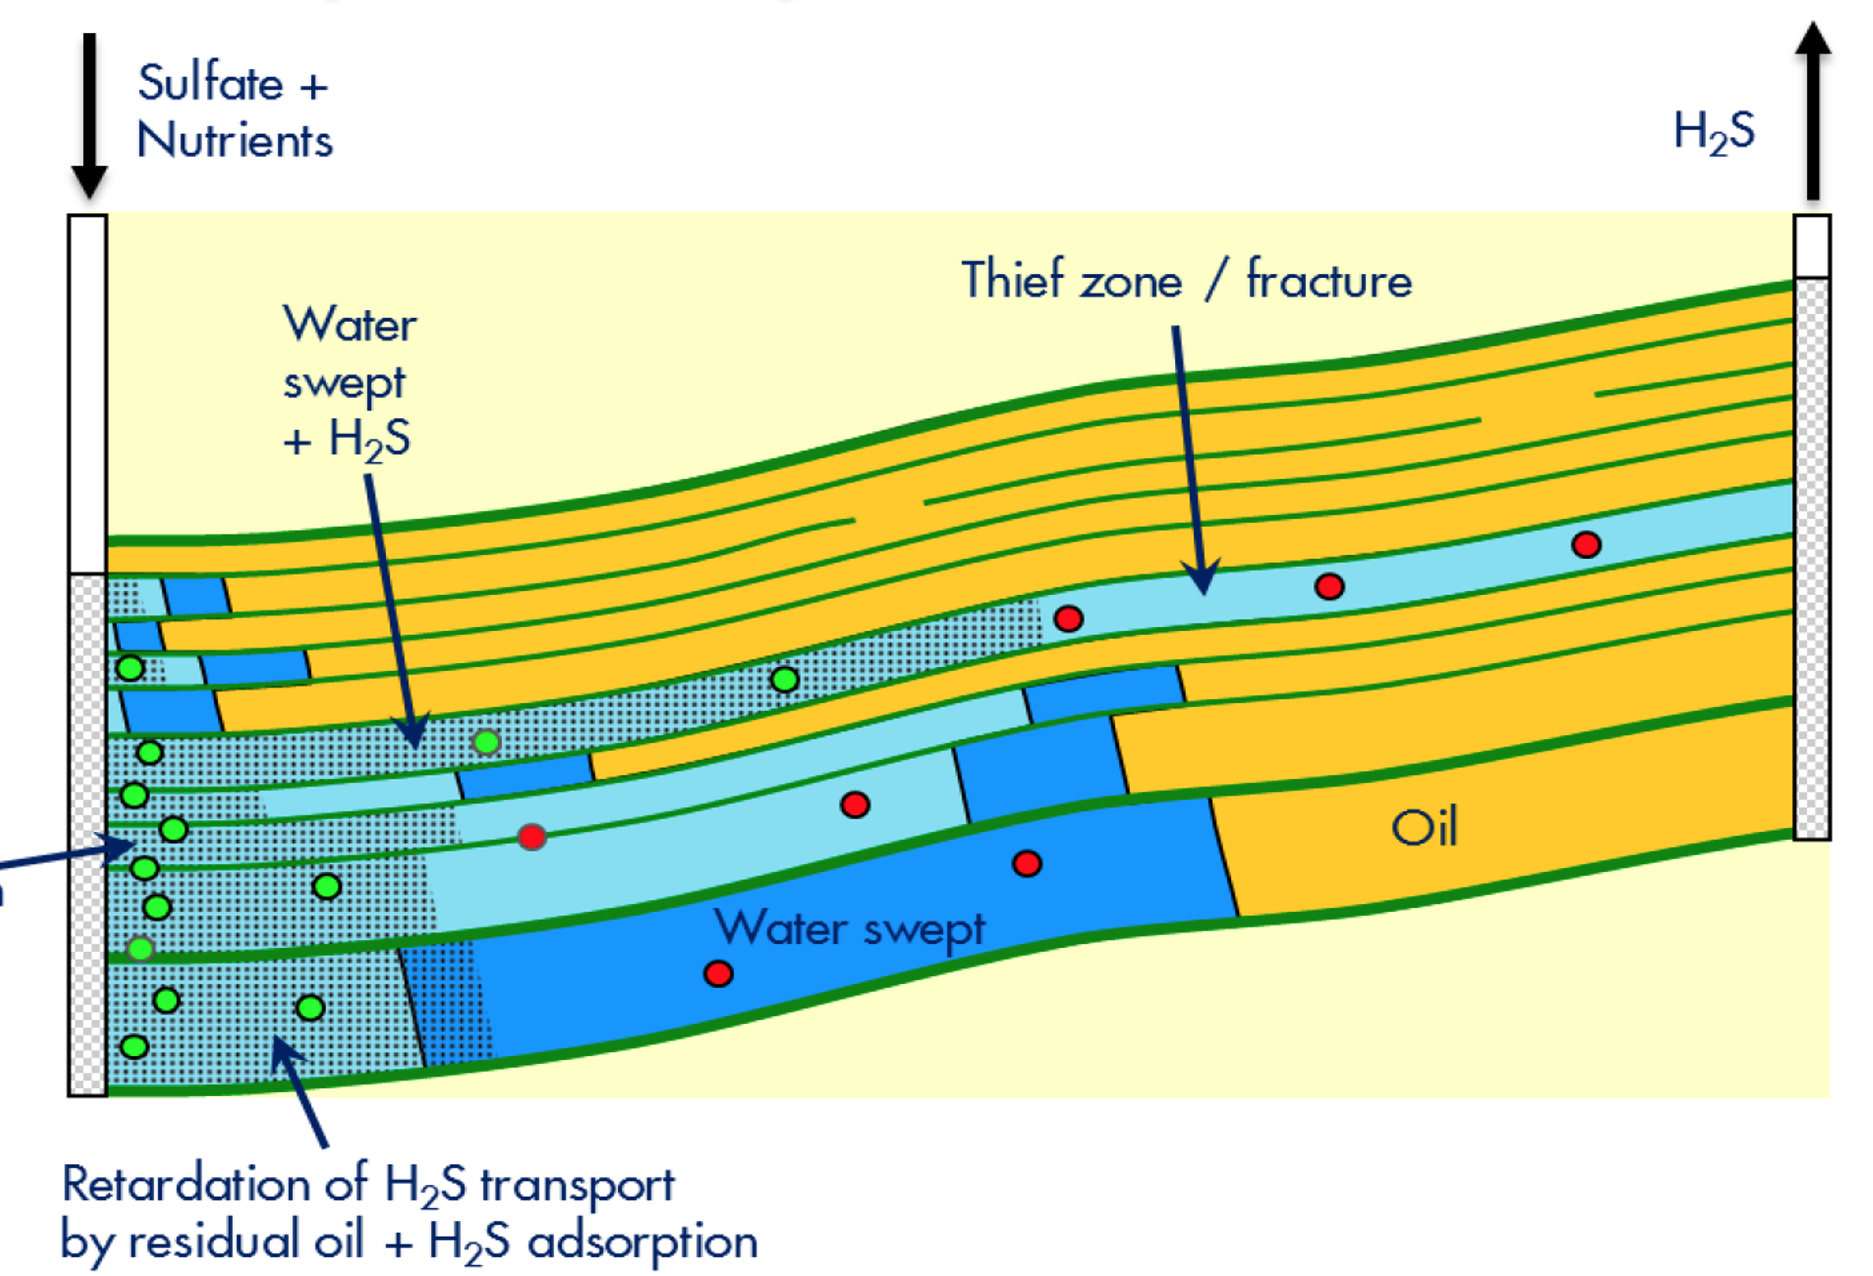 Sulfate +
Nutrients
H₂S
Thief zone / fracture
Water
swept
+ H₂S
Oil
Water swept
Retardation of H₂S transport
by residual oil + H₂S adsorption